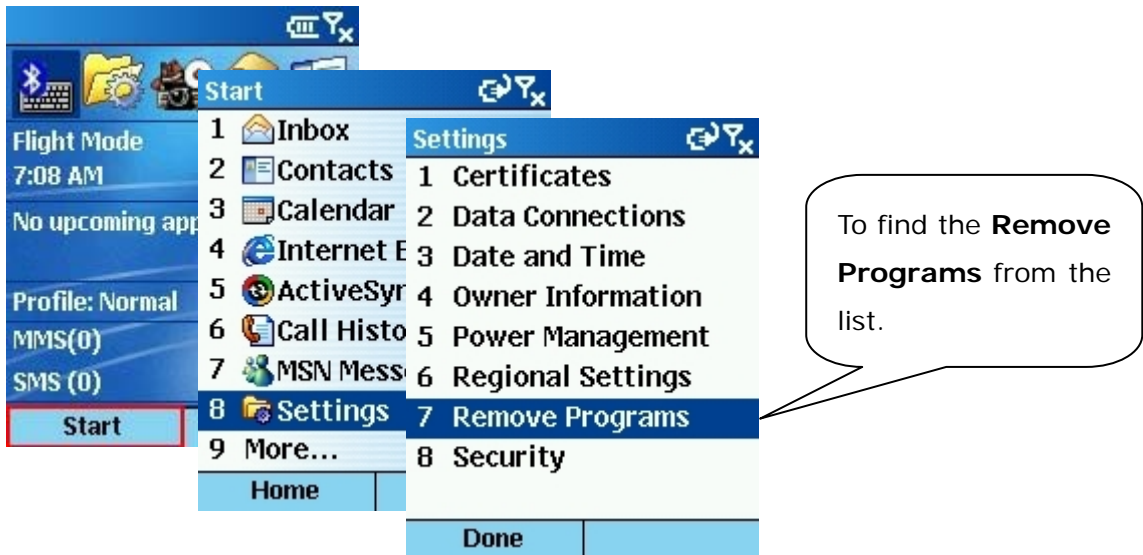 Flight Mode
7:08 AM
No upcoming app
Profile: Normal
MMS(0)
SMS (0)
Start
Start
1 Inbox
2 Contacts
3 Calendar
4 Internet E
5 ActiveSyn
6 Call Histo
7 MSN Mess
8 Settings
9 More...
Home
Settings
1 Certificates
2 Data Connections
3 Date and Time
4 Owner Information
5 Power Management
6 Regional Settings
7 Remove Programs
8 Security
Done
To find the Remove
Programs from the
list.